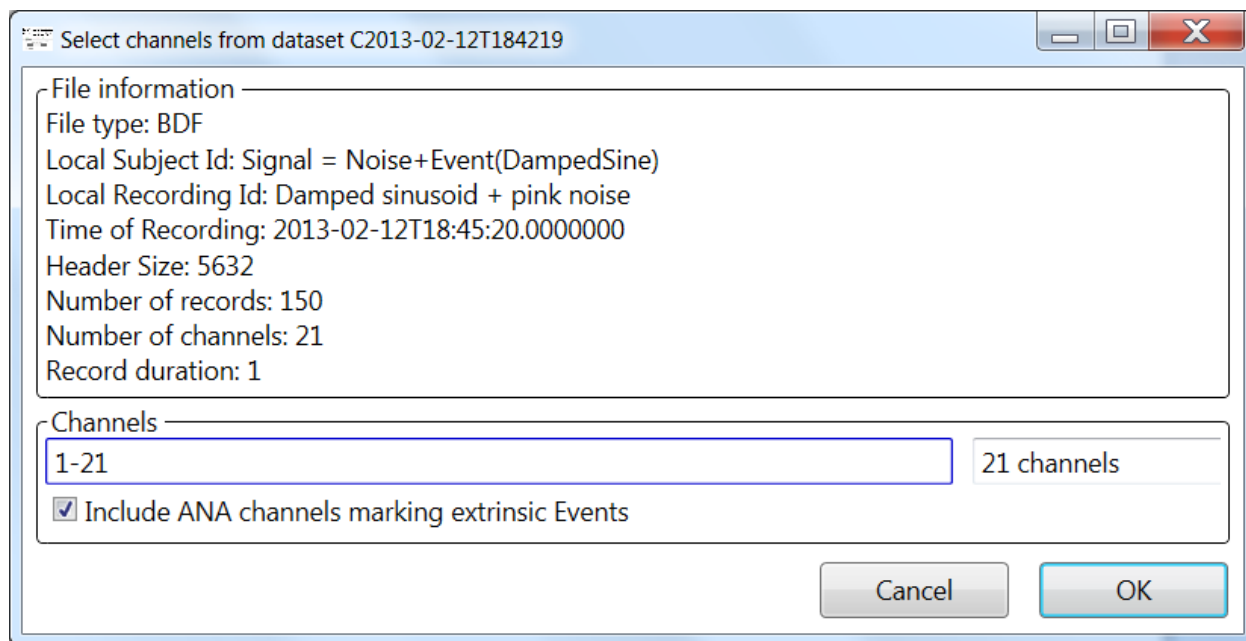 Select channels from dataset C2013-02-12T184219
File information
File type: BDF
Local Subject Id: Signal = Noise+Event(DampedSine)
Local Recording Id: Damped sinusoid + pink noise
Time of Recording: 2013-02-12T18:45:20.0000000
Header Size: 5632
Number of records: 150
Number of channels: 21
Record duration: 1
Channels
1-21 21 channels
Include ANA channels marking extrinsic Events
Cancel OK